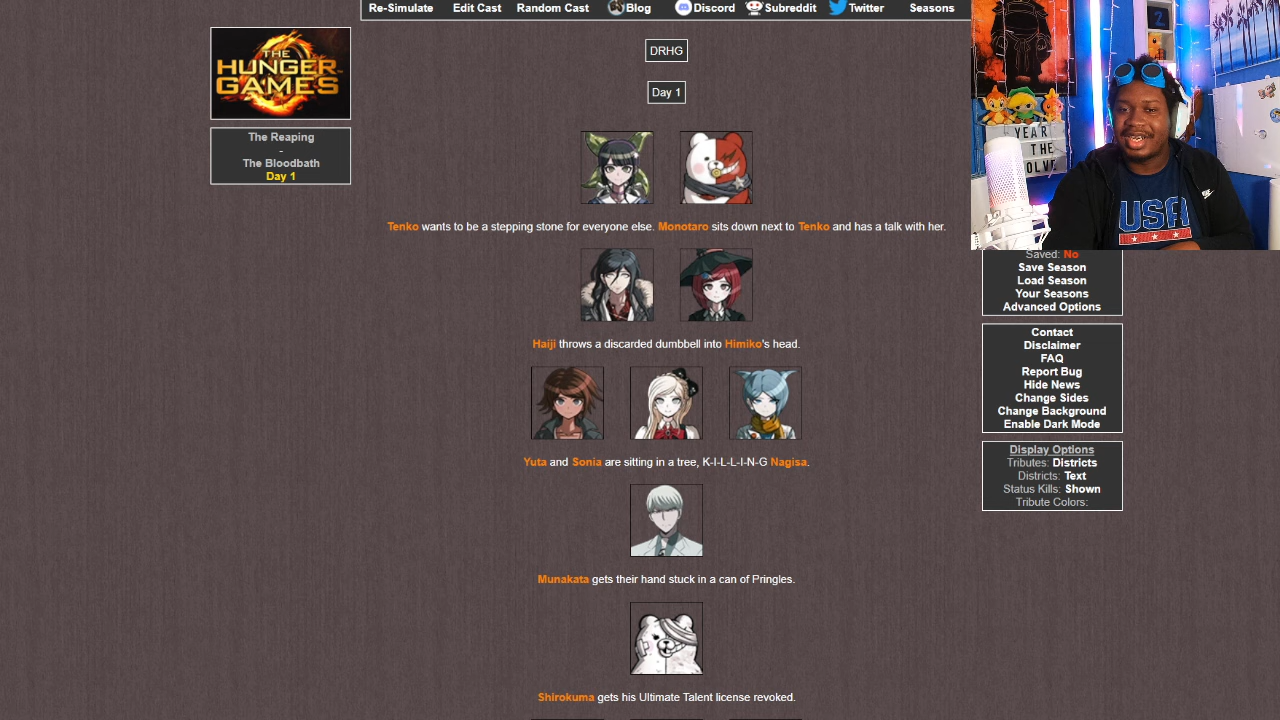 Re-Simulate Edit Cast Random Cast Blog Discord Subreddit Twitter Seasons
THE
HUNGER
GAMES
The Reaping
-
The Bloodbath
Day 1
DRHG
Day 1
Tenko wants to be a stepping stone for everyone else. Monotaro sits down next to Tenko and has a talk with her.
Haiji throws a discarded dumbbell into Himiko's head.
Yuta and Sonia are sitting in a tree, K-I-L-L-I-N-G Nagisa.
Munakata gets their hand stuck in a can of Pringles.
Shirokuma gets his Ultimate Talent license revoked.
2
YEAR
THE
OLVE
USA
Saved: No
Save Season
Load Season
Your Seasons
Advanced Options
Contact
Disclaimer
FAQ
Report Bug
Hide News
Change Sides
Change Background
Enable Dark Mode
Display Options
Tributes: Districts
Districts: Text
Status Kills: Shown
Tribute Colors: